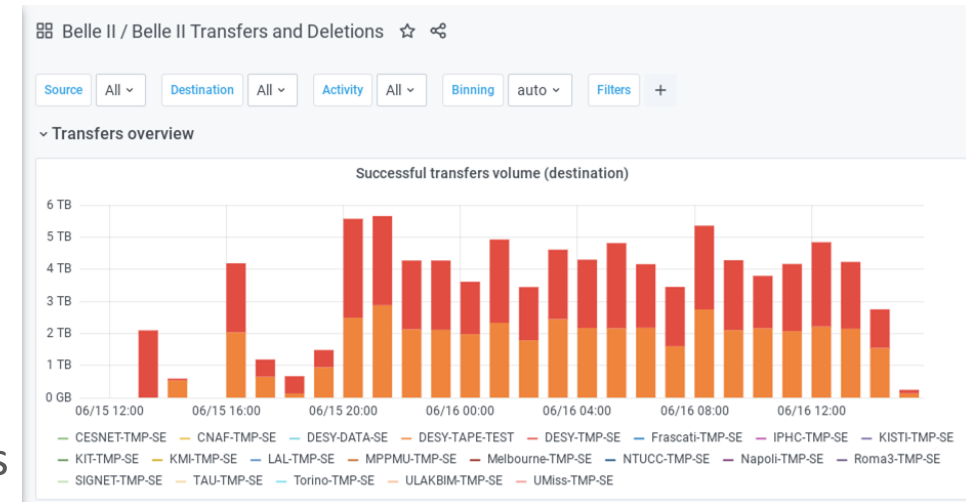 Belle II / Belle II Transfers and Deletions
Source All Destination All Activity All Binning auto Filters +
Transfers overview
Successful transfers volume (destination)
6 TB
5 TB
4 TB
3 TB
2 TB
1 TB
0 GB
06/15 12:00 06/15 16:00 06/15 20:00 06/16 00:00 06/16 04:00 06/16 08:00 06/16 12:00
CESNET-TMP-SE CNAF-TMP-SE DESY-DATA-SE DESY-TAPE-TEST DESY-TMP-SE Frascati-TMP-SE IPHC-TMP-SE KISTI-TMP-SE
KIT-TMP-SE KMI-TMP-SE LAL-TMP-SE MPPMU-TMP-SE Melbourne-TMP-SE NTUCC-TMP-SE Napoli-TMP-SE Roma3-TMP-SE
SIGNET-TMP-SE TAU-TMP-SE Torino-TMP-SE ULAKBIM-TMP-SE UMiss-TMP-SE
s